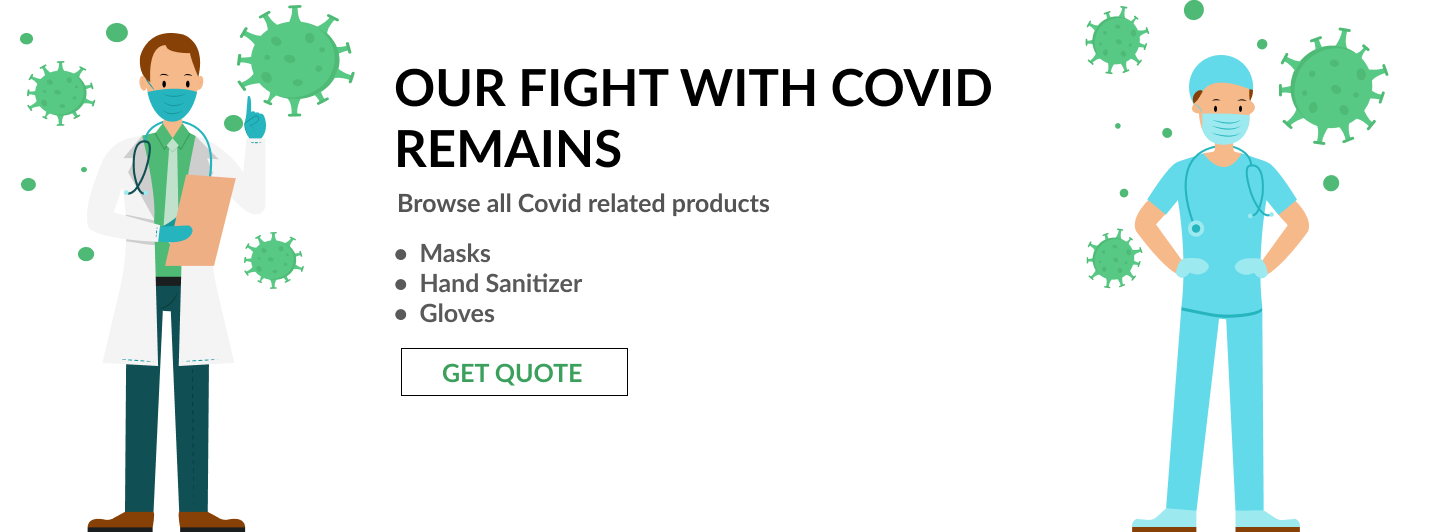 OUR FIGHT WITH COVID
REMAINS
Browse all Covid related products
• Masks
• Hand Sanitizer
• Gloves
GET QUOTE